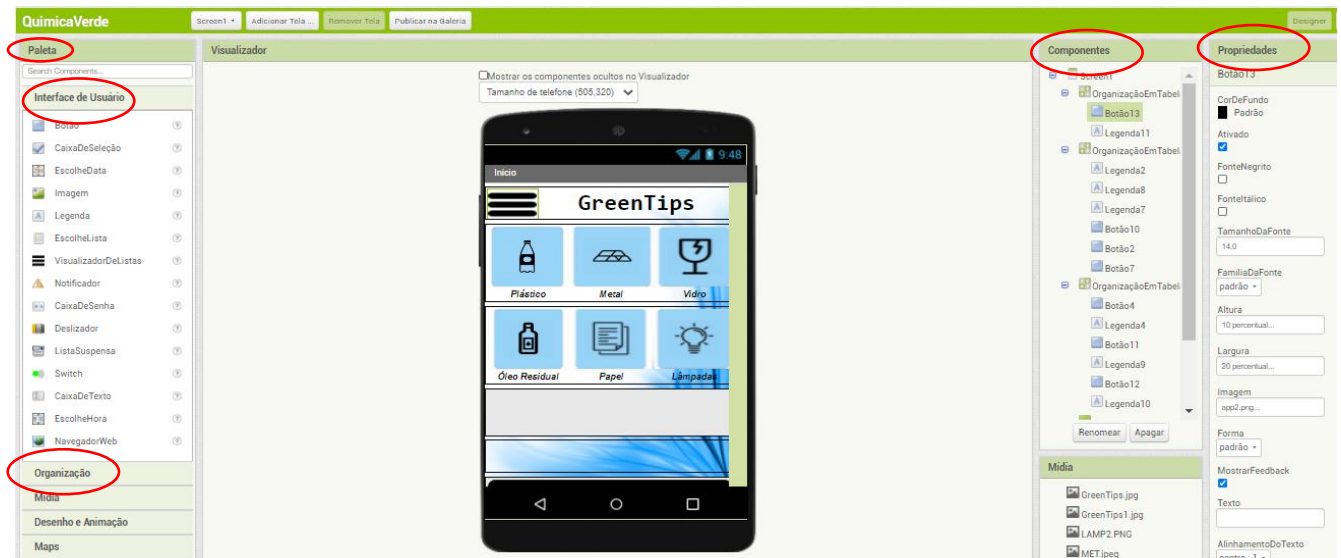 QuimicaVerde
Screen1
Adicionar Tela ...
Remover Tela
Publicar na Galeria
Designer
Paleta
Search Components...
Interface de Usuário
Botão
CaixaDeSeleção
EscolheData
Imagem
Legenda
EscolheLista
VisualizadorDeListas
Notificador
CaixaDeSenha
Deslizador
ListaSuspensa
Switch
CaixaDeTexto
EscolheHora
NavegadorWeb
Organização
Mídia
Desenho e Animação
Maps
Visualizador
Mostrar os componentes ocultos no Visualizador
Tamanho de telefone (505,320)
9:48
Início
GreenTips
Plástico Metal Vidro
Óleo Residual Papel Lâmpadas
Componentes
Screen1
OrganizaçãoEmTabel
Botão13
Legenda11
OrganizaçãoEmTabel
Legenda2
Legenda8
Legenda7
Botão10
Botão2
Botão7
OrganizaçãoEmTabel
Botão4
Legenda4
Botão11
Legenda9
Botão12
Legenda10
Renomear Apagar
Mídia
GreenTips.jpg
GreenTips1.jpg
LAMP2.PNG
MET.jpeg
Propriedades
Botão13
CorDeFundo
Padrão
Ativado
FonteNegrito
FonteItálico
TamanhoDaFonte
14.0
FamiliaDaFonte
padrão
Altura
10 percentual...
Largura
20 percentual...
Imagem
app2.png...
Forma
padrão
MostrarFeedback
Texto
AlinhamentoDoTexto
centro : 1